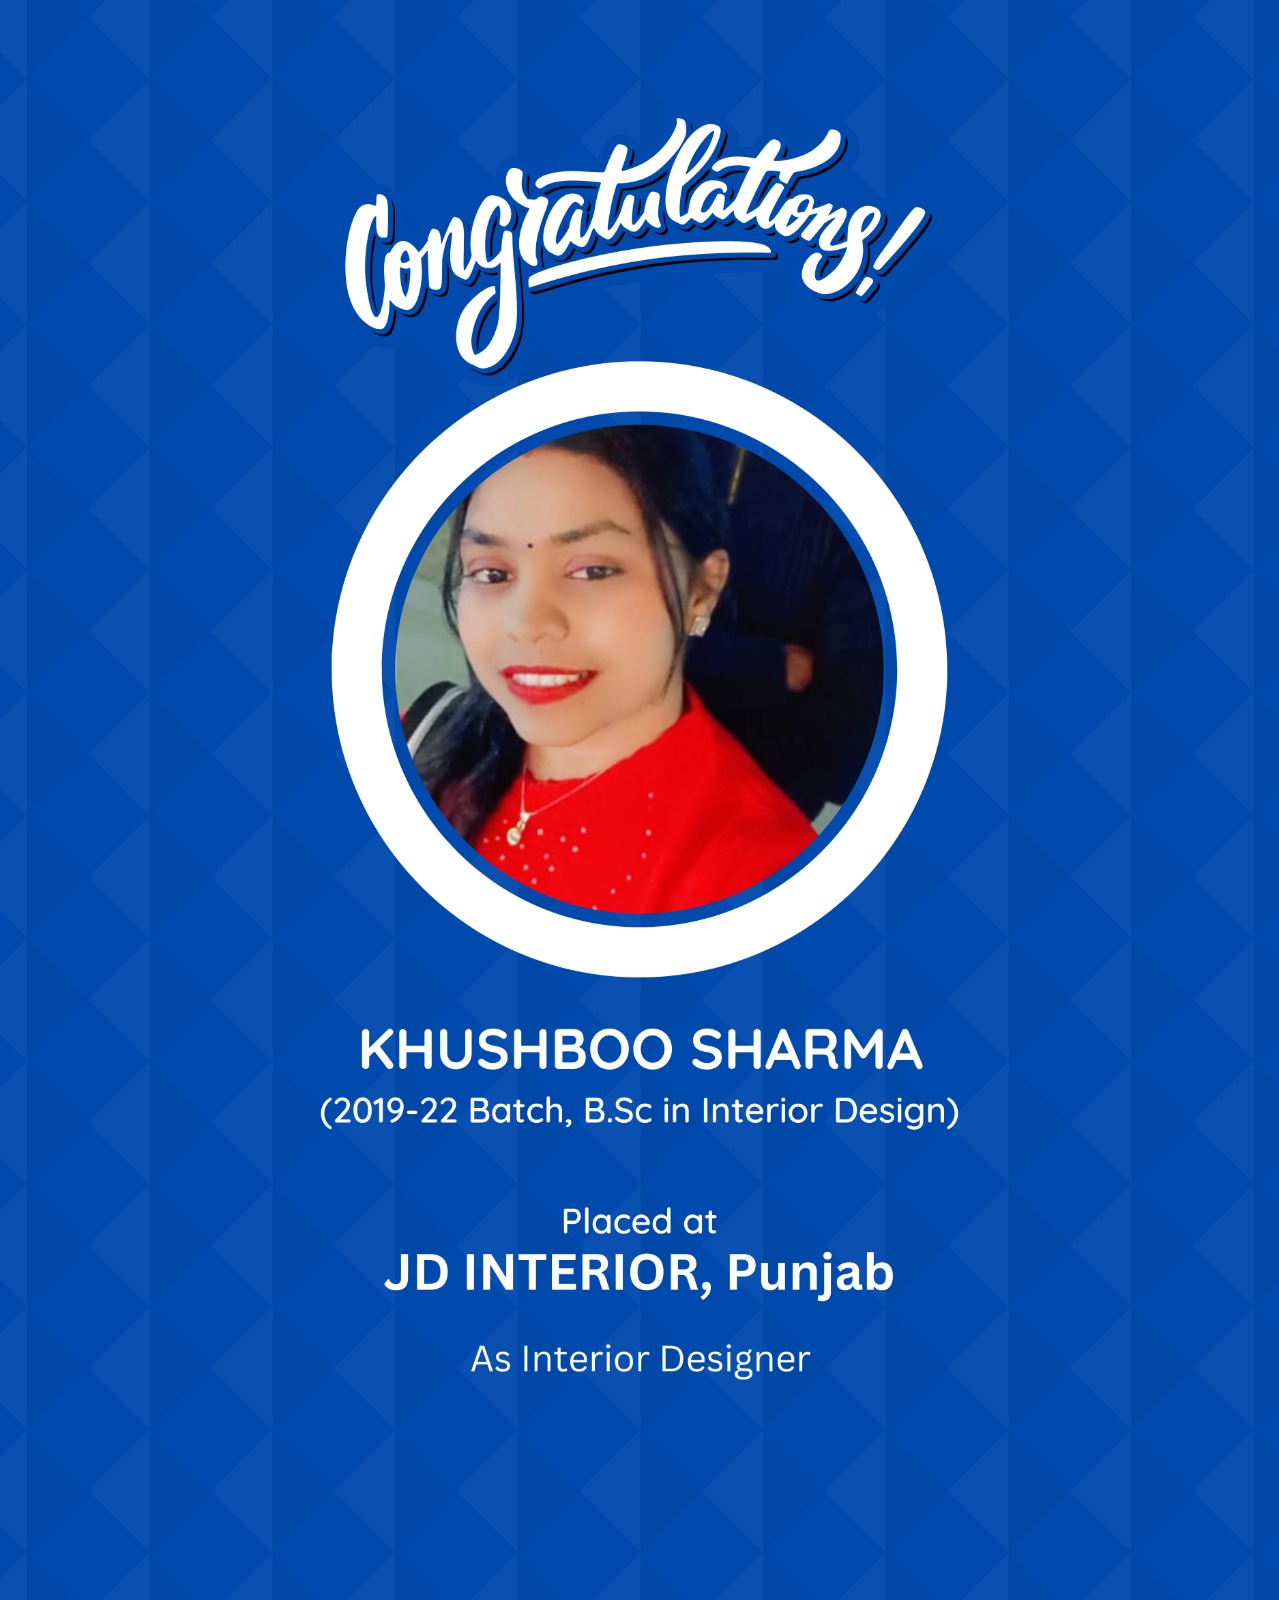 Congratulations!
KHUSHBOO SHARMA
(2019-22 Batch, B.Sc in Interior Design)
Placed at
JD INTERIOR, Punjab
As Interior Designer